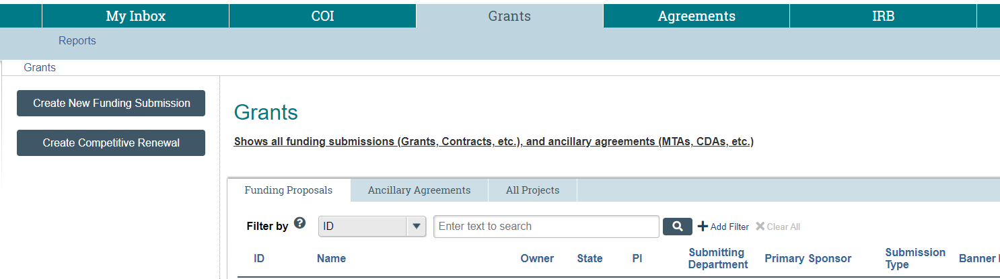 My Inbox COI Grants Agreements IRB
Reports
Grants
Create New Funding Submission
Create Competitive Renewal
Grants
Shows all funding submissions (Grants, Contracts, etc.), and ancillary agreements (MTAs, CDAs, etc.)
Funding Proposals Ancillary Agreements All Projects
Filter by ? ID Enter text to search Add Filter Clear All
ID Name Owner State PI Submitting Department Primary Sponsor Submission Type Banner